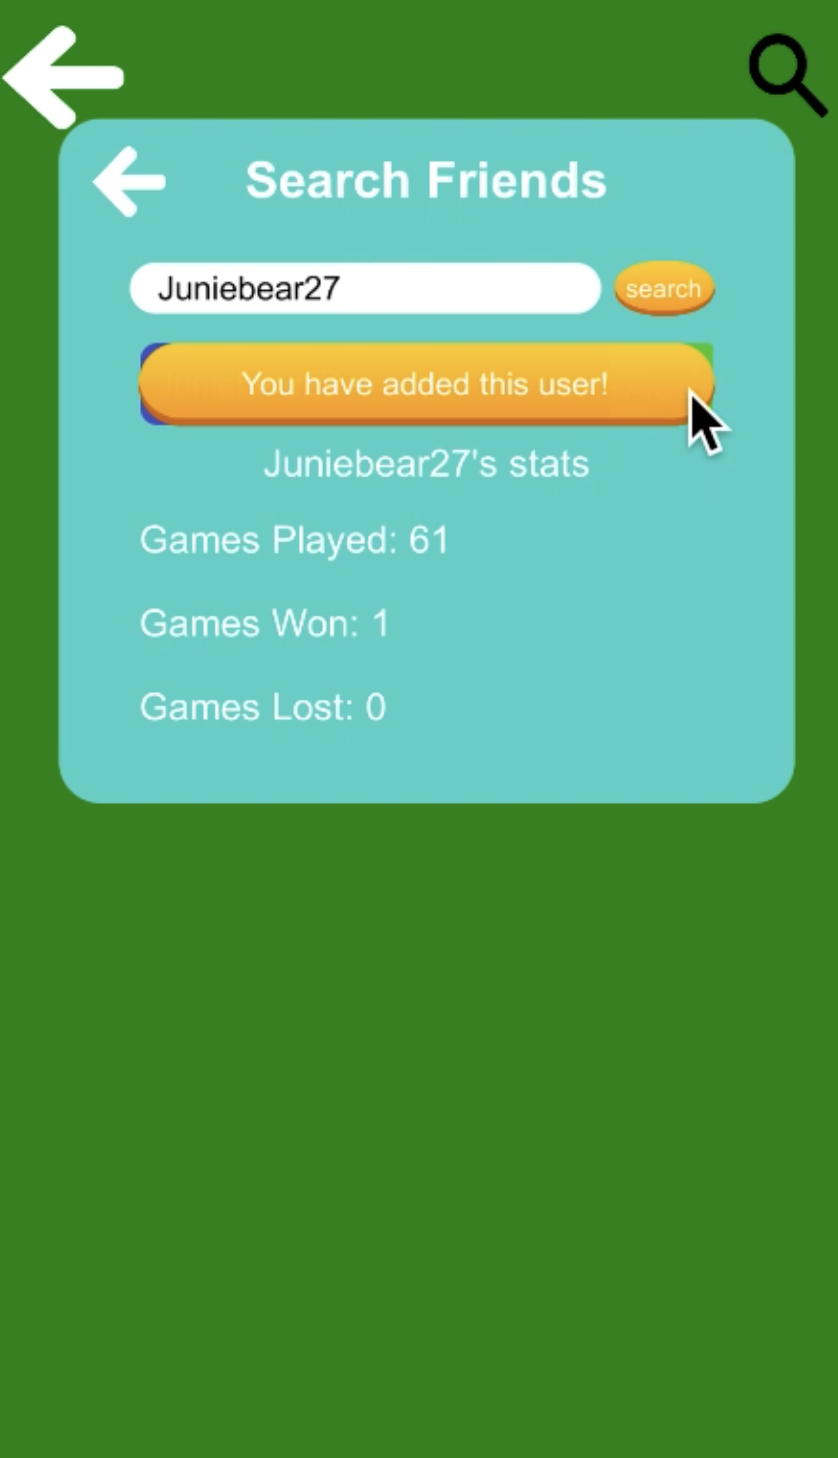 Search Friends
Juniebear27
search
You have added this user!
Juniebear27's stats
Games Played: 61
Games Won: 1
Games Lost: 0